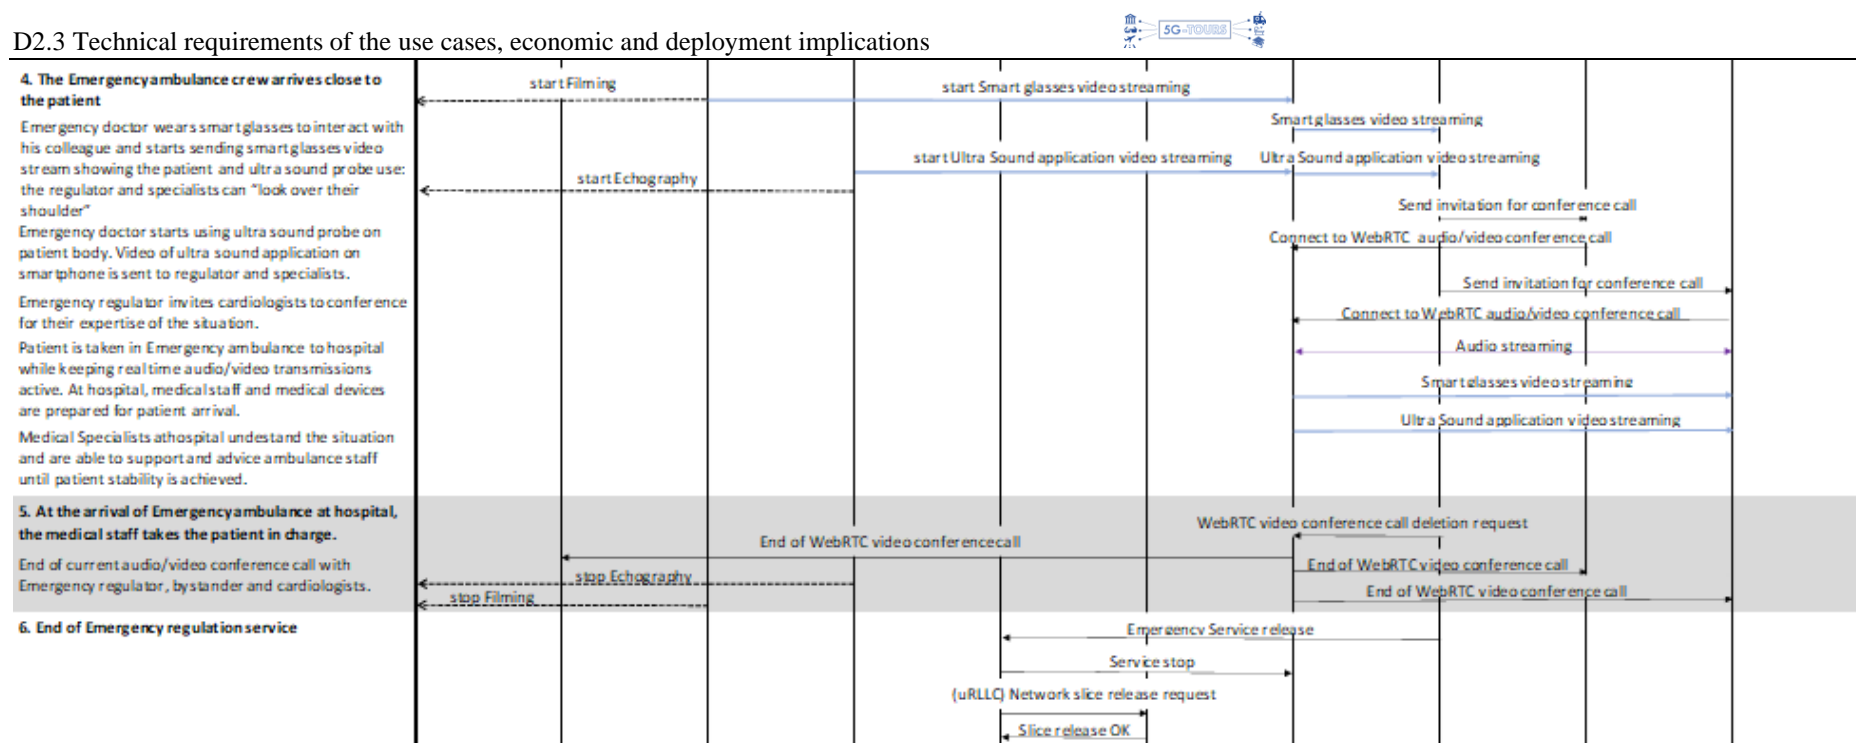 5G-TOURS
D2.3 Technical requirements of the use cases, economic and deployment implications
4. The Emergency ambulance crew arrives close to
the patient
Emergency doctor wears smart glasses to interact with
his colleague and starts sending smart glasses video
stream showing the patient and ultra sound probe use:
the regulator and specialists can "look over their
shoulder"
Emergency doctor starts using ultra sound probe on
patient body. Video of ultra sound application on
smartphone is sent to regulator and specialists.
Emergency regulator invites cardiologists to conference
for their expertise of the situation.
Patient is taken in Emergency ambulance to hospital
while keeping real time audio/video transmissions
active. At hospital, medical staff and medical devices
are prepared for patient arrival.
Medical Specialists at hospital undestand the situation
and are able to support and advice ambulance staff
until patient stability is achieved.
start Filming
start Smart glasses video streaming
Smart glasses video streaming
start Ultra Sound application video streaming
Ultra Sound application video streaming
start Echography
Send invitation for conference call
Connect to WebRTC audio/video conference call
Send invitation for conference call
Connect to WebRTC audio/video conference call
Audio streaming
Smart glasses video streaming
Ultra Sound application video streaming
5. At the arrival of Emergency ambulance at hospital,
the medical staff takes the patient in charge.
End of current audio/video conference call with
Emergency regulator, bystander and cardiologists.
WebRTC video conference call deletion request
End of WebRTC video conference call
End of WebRTC video conference call
stop Echography
End of WebRTC video conference call
stop Filming
6. End of Emergency regulation service
Emergency Service release
Service stop
(uRLLC) Network slice release request
Slice release OK